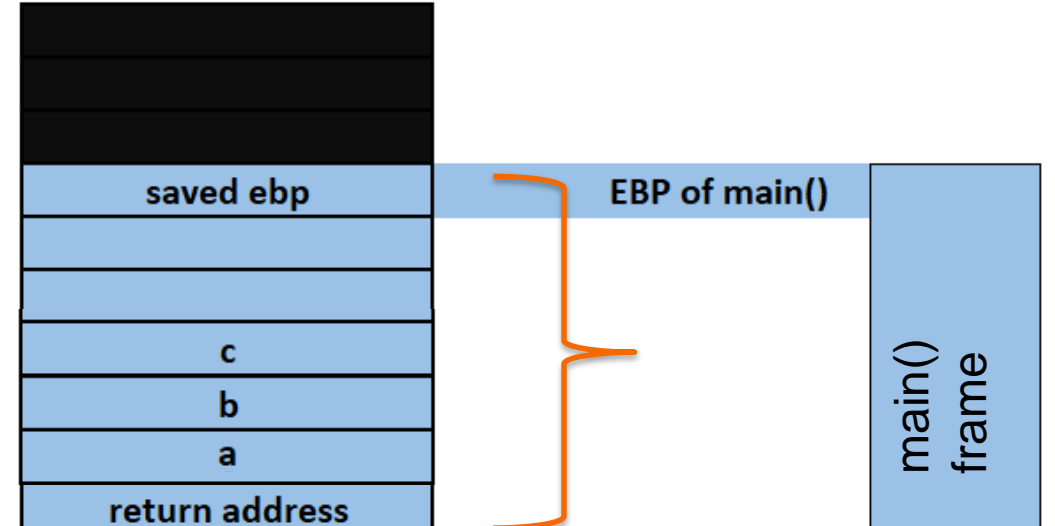 saved ebp
EBP of main()
c
b
a
return address
main()
frame